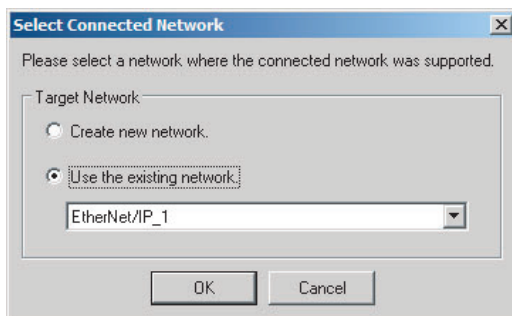 Select Connected Network
Please select a network where the connected network was supported.
Target Network
Create new network.
Use the existing network.
EtherNet/IP_1
OK Cancel